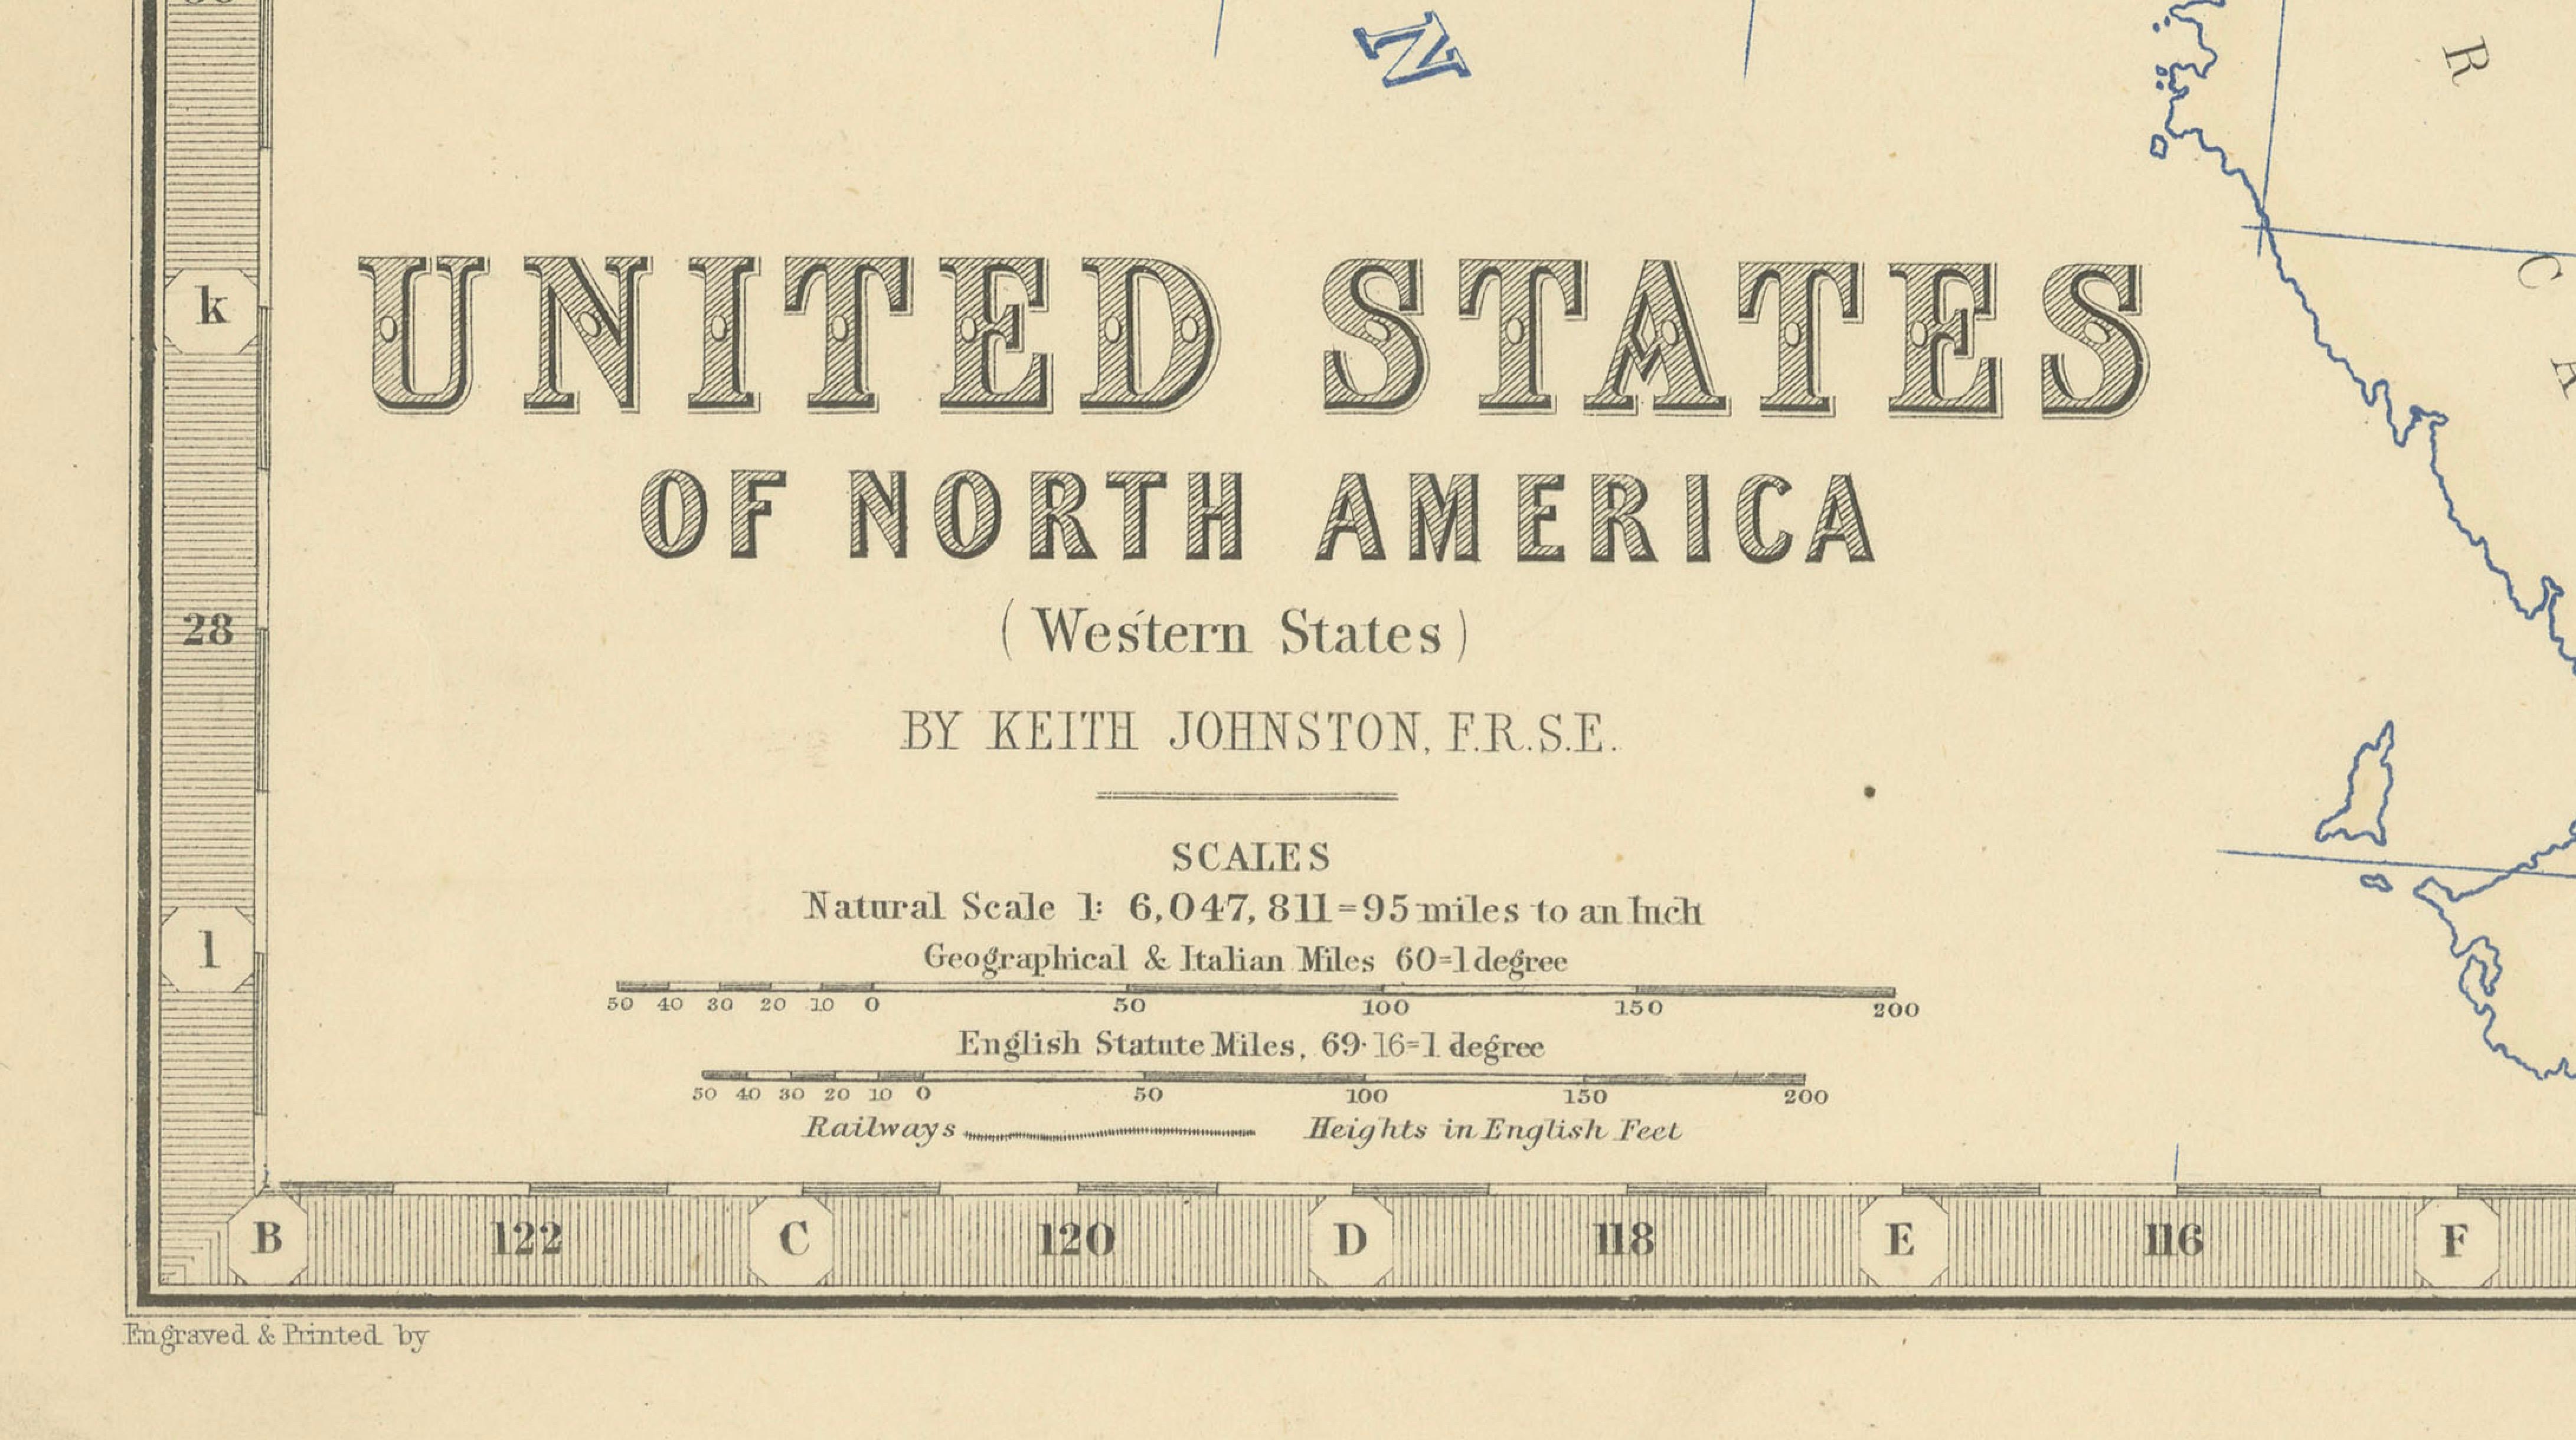 N
R
C
k
UNITED STATES
OF NORTH AMERICA
28
(Western States)
BY KEITH JOHNSTON, F.R.S.E.
SCALES
Natural Scale 1: 6,047,811=95 miles to an Inch
l
Geographical & Italian Miles 60=1 degree
50 40 30 20 10 0 50 100 150 200
English Statute Miles, 69·16=1 degree
50 40 30 20 10 0 50 100 150 200
Railways Heights in English Feet
B 122 C 120 D 118 E 116 F
Engraved & Printed by